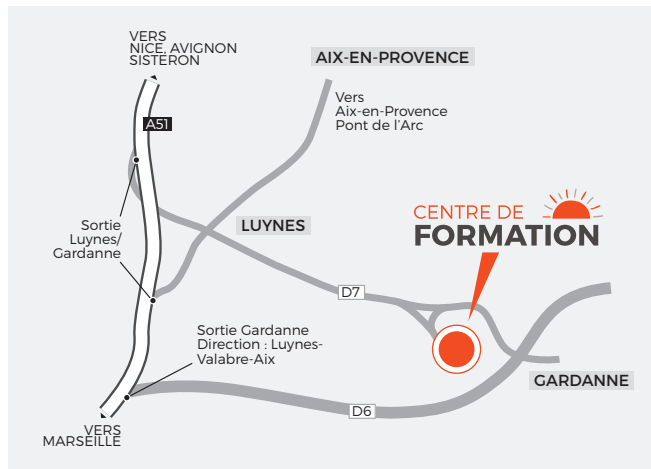 VERS
NICE, AVIGNON
SISTERON
AIX-EN-PROVENCE
Vers
Aix-en-Provence
Pont de l'Arc
A51
Sortie
Luynes/
Gardanne
LUYNES
CENTRE DE
FORMATION
D7
Sortie Gardanne
Direction : Luynes-
Valabre-Aix
GARDANNE
D6
VERS
MARSEILLE